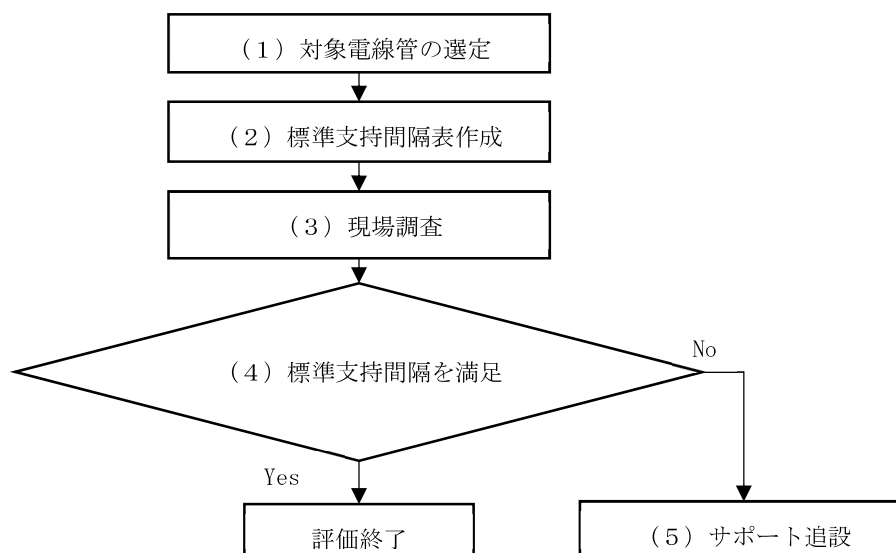 （１）対象電線管の選定
（２）標準支持間隔表作成
（３）現場調査
（４）標準支持間隔を満足
No
Yes
評価終了
（５）サポート追設